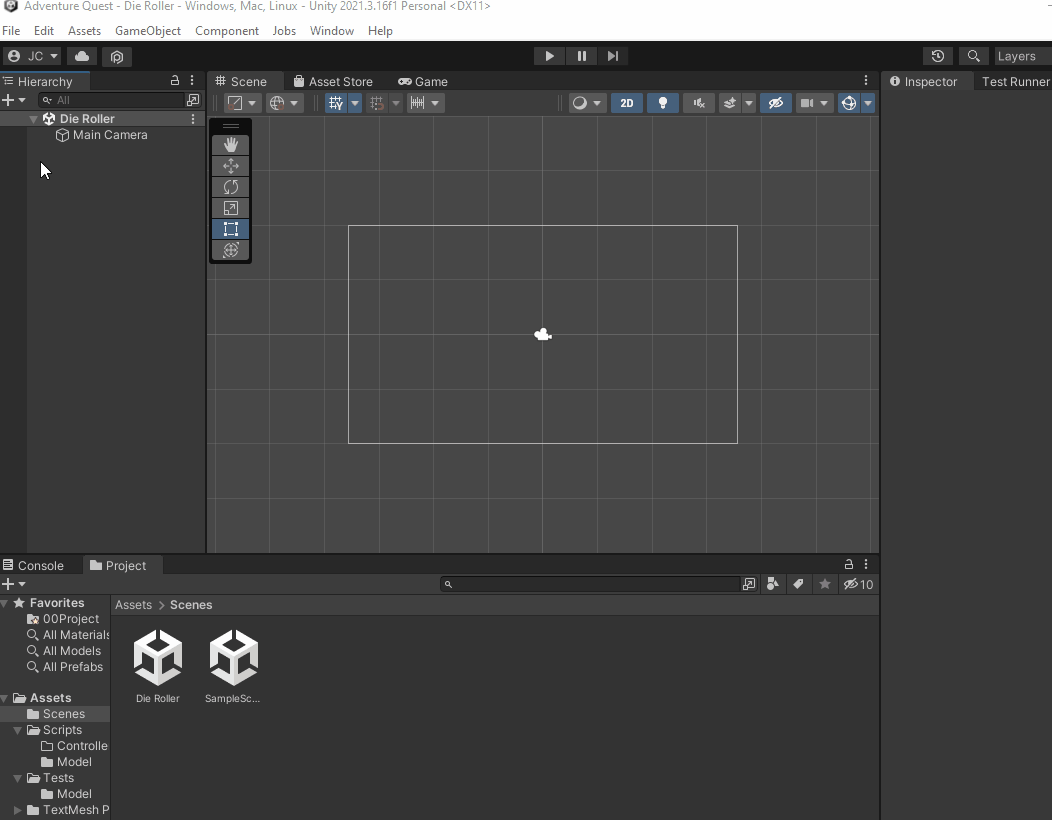 Adventure Quest - Die Roller - Windows, Mac, Linux - Unity 2021.3.16f1 Personal <DX11>
File Edit Assets GameObject Component Jobs Window Help
JC Layers
Hierarchy Scene Asset Store Game Inspector Test Runner
All 2D
Die Roller
Main Camera
Console Project
10
Favorites Assets > Scenes
00Project
All Materials
All Models
All Prefabs
Assets Die Roller SampleSc...
Scenes
Scripts
Controlle
Model
Tests
Model
TextMesh P